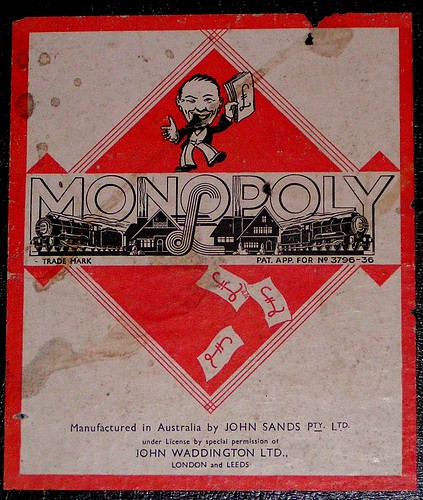 £
MONOPOLY
- TRADE MARK
PAT. APP. FOR Nº 3796-36
£
£
£
Manufactured in Australia by JOHN SANDS PTY. LTD.
under License by special permission of
JOHN WADDINGTON LTD.,
LONDON and LEEDS